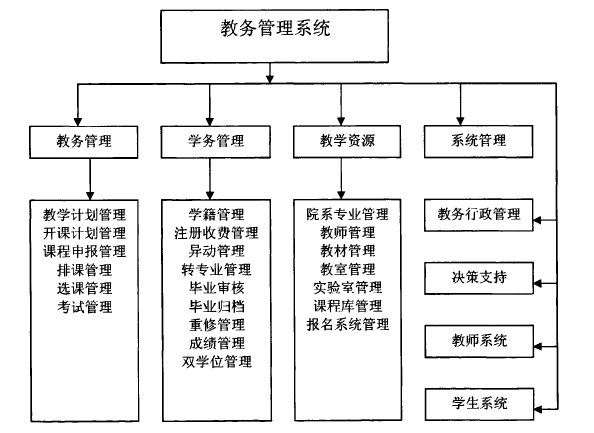 教务管理系统
教务管理
学务管理
教学资源
系统管理
教学计划管理
开课计划管理
课程申报管理
排课管理
选课管理
考试管理
学籍管理
注册收费管理
异动管理
转专业管理
毕业审核
毕业归档
重修管理
成绩管理
双学位管理
院系专业管理
教师管理
教材管理
教室管理
实验室管理
课程库管理
报名系统管理
教务行政管理
决策支持
教师系统
学生系统